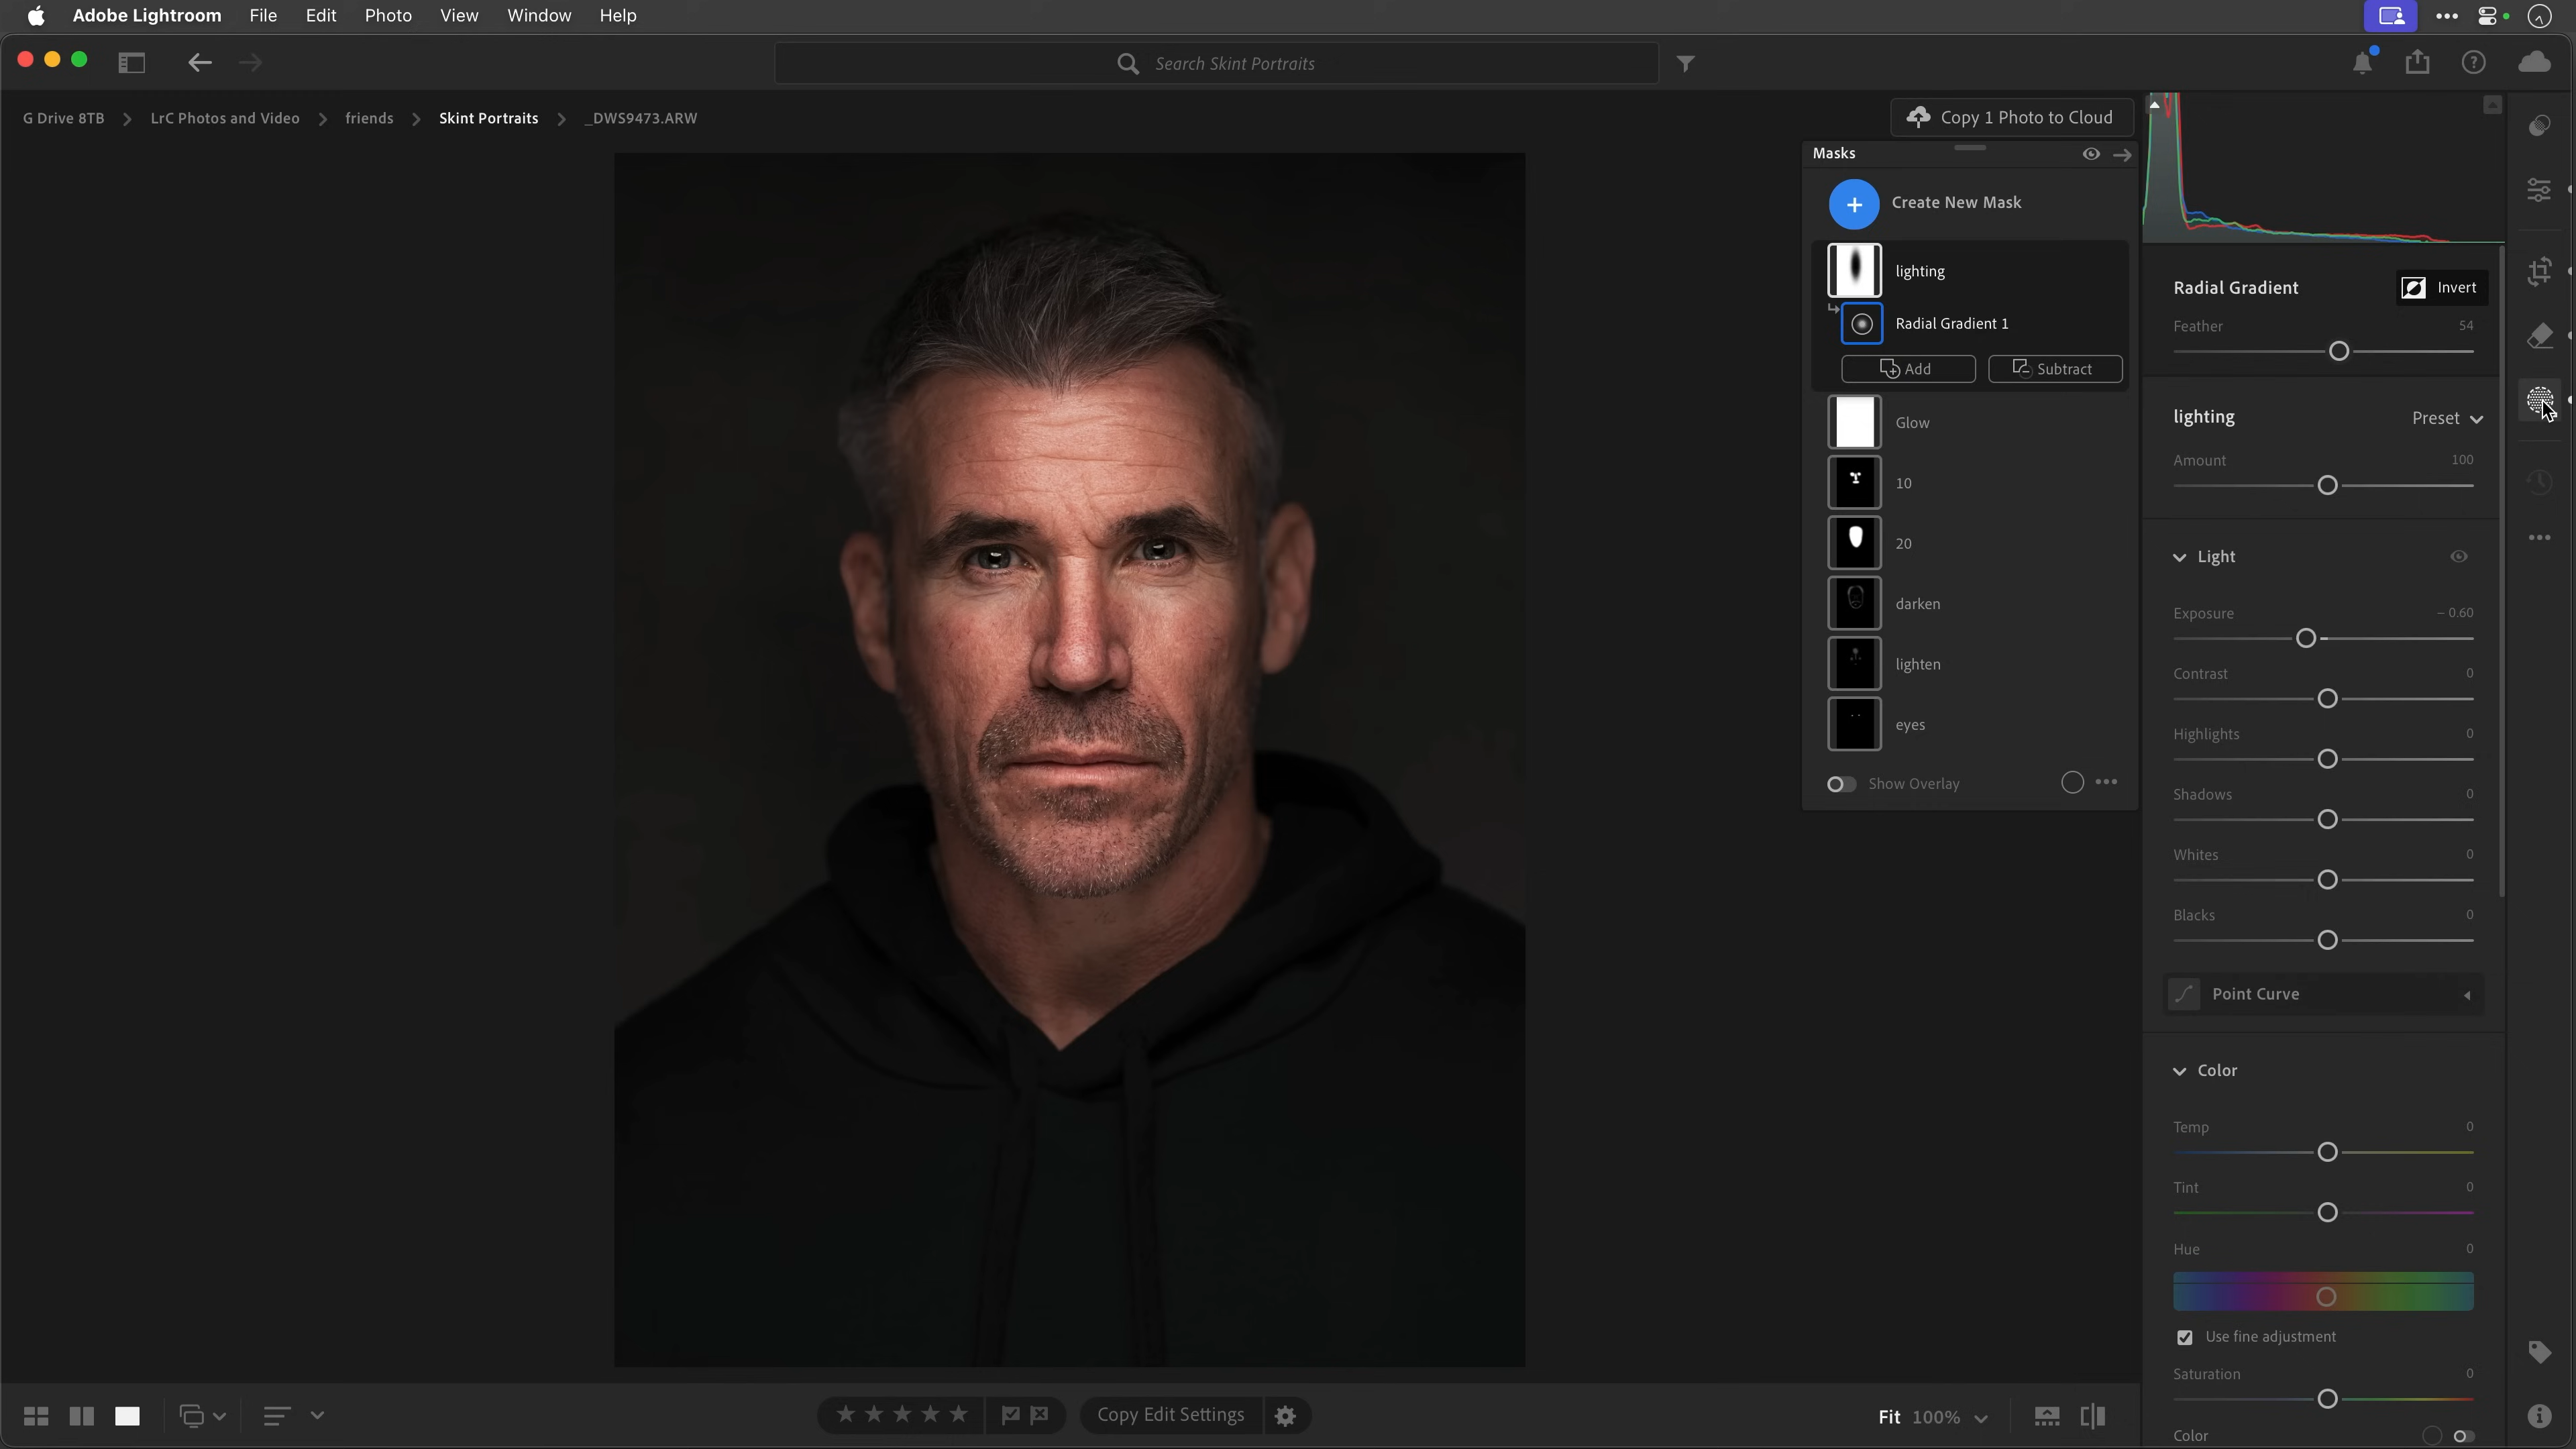 Adobe Lightroom File Edit Photo View Window Help
Search Skint Portraits
G Drive 8TB LrC Photos and Video friends Skint Portraits _DWS9473.ARW
Copy 1 Photo to Cloud
Masks
Create New Mask
lighting
Radial Gradient 1
Add Subtract
Glow
10
20
darken
lighten
eyes
Show Overlay
Radial Gradient Invert
Feather 54
lighting Preset
Amount 100
Light
Exposure – 0.60
Contrast 0
Highlights 0
Shadows 0
Whites 0
Blacks 0
Point Curve
Color
Temp 0
Tint 0
Hue 0
Use fine adjustment
Saturation 0
Color
Copy Edit Settings
Fit 100%